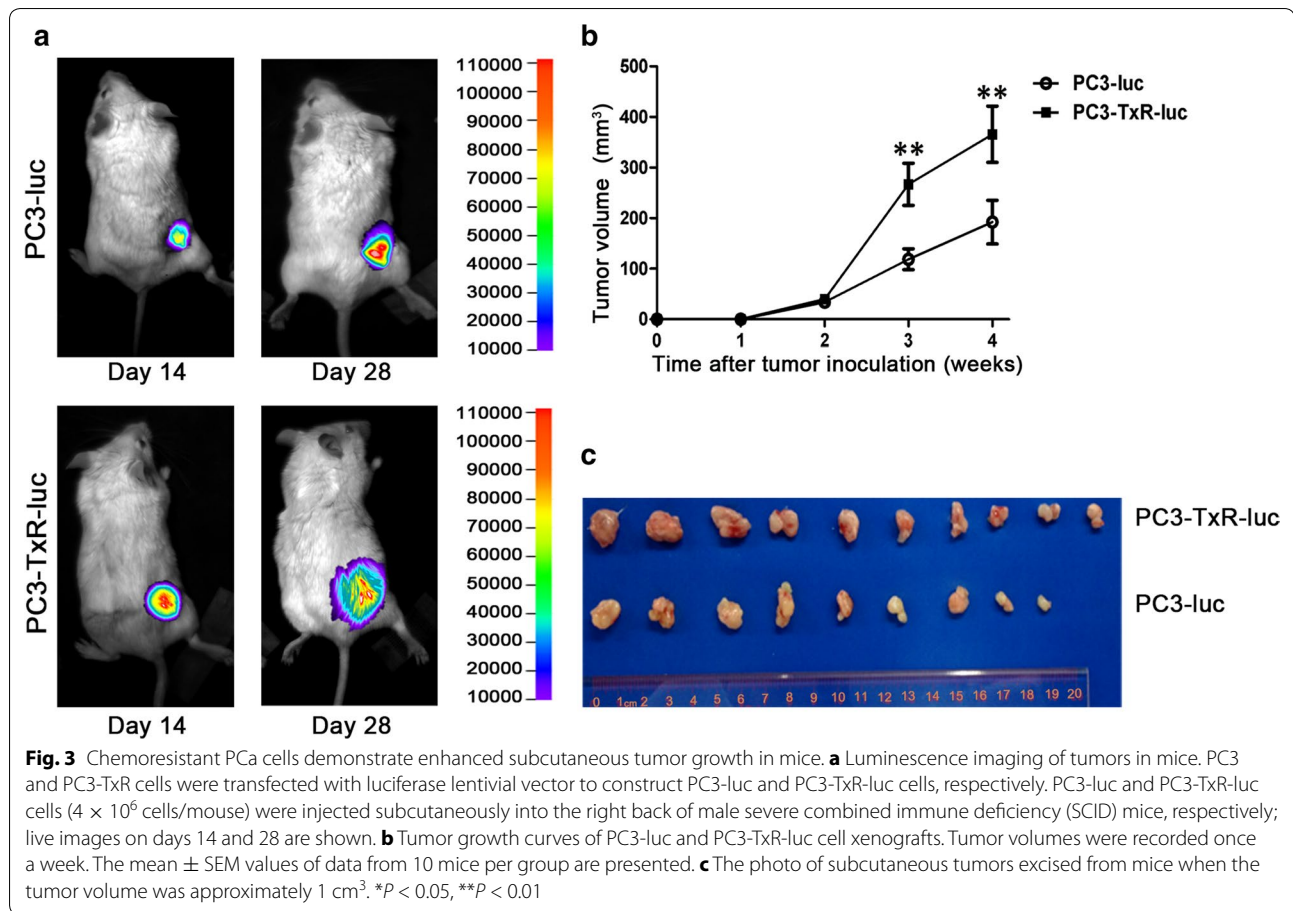 a
PC3-luc
Day 14
Day 28
110000
100000
90000
80000
70000
60000
50000
40000
30000
20000
10000
PC3-TxR-luc
Day 14
Day 28
110000
100000
90000
80000
70000
60000
50000
40000
30000
20000
10000
b
Tumor volume (mm³)
500
400
300
200
100
0
** **
PC3-luc
PC3-TxR-luc
0 1 2 3 4
Time after tumor inoculation (weeks)
c
PC3-TxR-luc
PC3-luc
0 1cm 2 3 4 5 6 7 8 9 10 11 12 13 14 15 16 17 18 19 20
Fig. 3 Chemoresistant PCa cells demonstrate enhanced subcutaneous tumor growth in mice. a Luminescence imaging of tumors in mice. PC3
and PC3-TxR cells were transfected with luciferase lentivial vector to construct PC3-luc and PC3-TxR-luc cells, respectively. PC3-luc and PC3-TxR-luc
cells (4 × 10⁶ cells/mouse) were injected subcutaneously into the right back of male severe combined immune deficiency (SCID) mice, respectively;
live images on days 14 and 28 are shown. b Tumor growth curves of PC3-luc and PC3-TxR-luc cell xenografts. Tumor volumes were recorded once
a week. The mean ± SEM values of data from 10 mice per group are presented. c The photo of subcutaneous tumors excised from mice when the
tumor volume was approximately 1 cm³. *P < 0.05, **P < 0.01